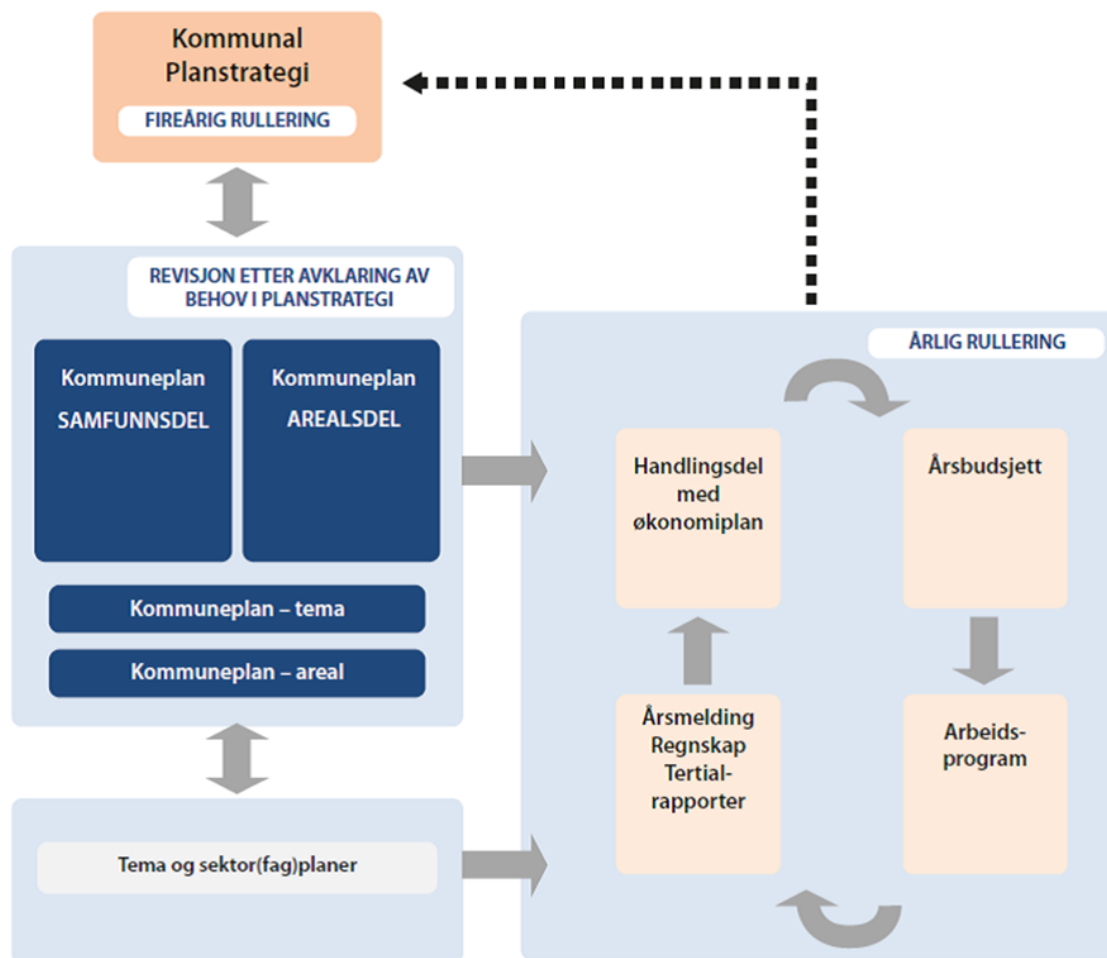 Kommunal
Planstrategi
FIREÅRIG RULLERING
REVISJON ETTER AVKLARING AV
BEHOV I PLANSTRATEGI
Kommuneplan
SAMFUNNSDEL
Kommuneplan
AREALSDEL
Kommuneplan – tema
Kommuneplan – areal
Tema og sektor(fag)planer
ÅRLIG RULLERING
Handlingsdel
med
økonomiplan
Årsbudsjett
Årsmelding
Regnskap
Tertial-
rapporter
Arbeids-
program